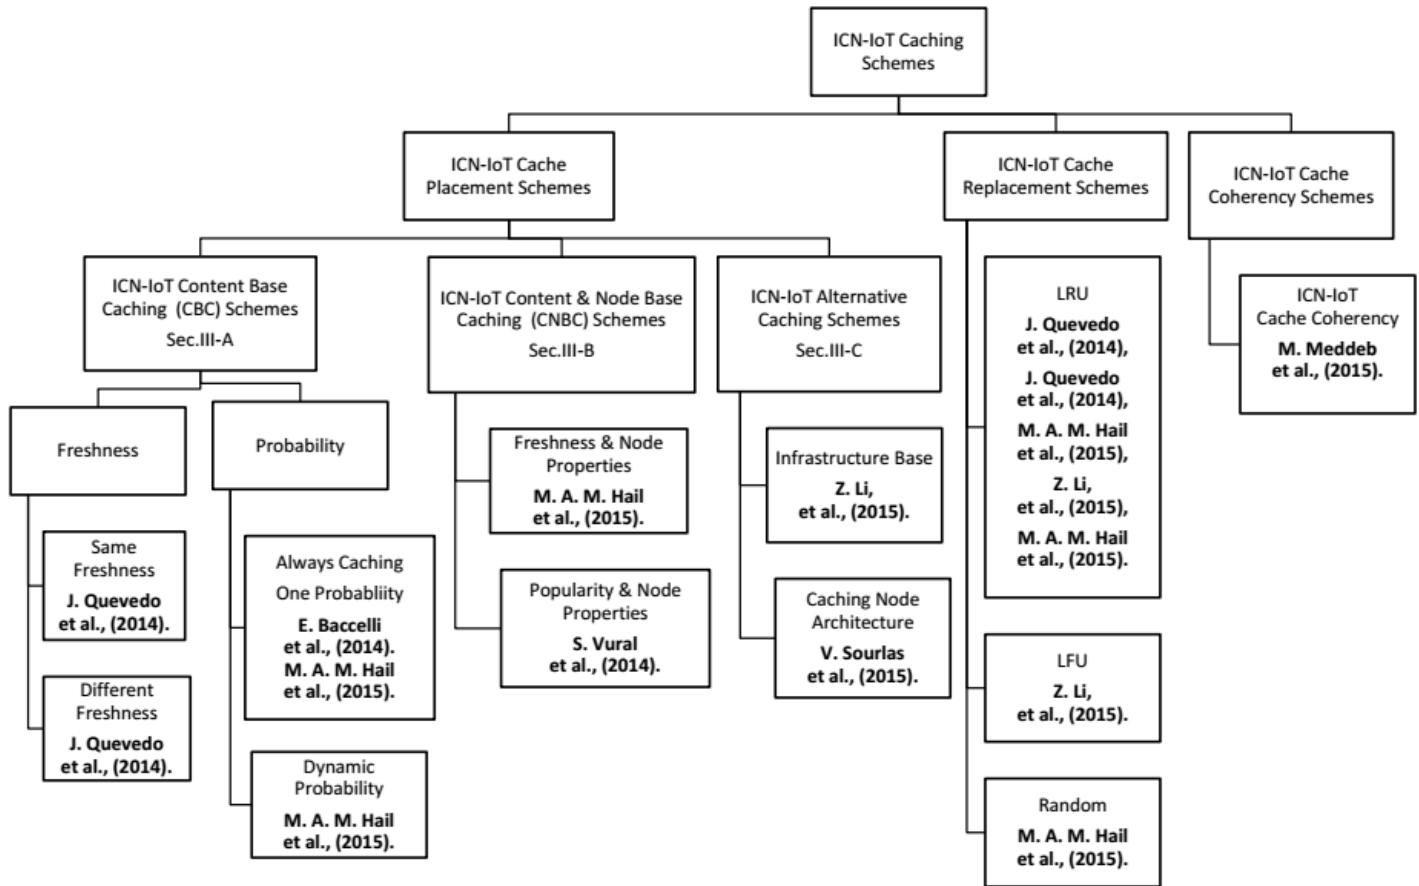 ICN-IoT Caching
Schemes
ICN-IoT Cache
Placement Schemes
ICN-IoT Cache
Replacement Schemes
ICN-IoT Cache
Coherency Schemes
ICN-IoT Content Base
Caching (CBC) Schemes
Sec.III-A
ICN-IoT Content & Node Base
Caching (CNBC) Schemes
Sec.III-B
ICN-IoT Alternative
Caching Schemes
Sec.III-C
LRU
J. Quevedo
et al., (2014),
J. Quevedo
et al., (2014),
M. A. M. Hail
et al., (2015),
Z. Li,
et al., (2015),
M. A. M. Hail
et al., (2015).
ICN-IoT
Cache Coherency
M. Meddeb
et al., (2015).
Freshness
Probability
Freshness & Node
Properties
M. A. M. Hail
et al., (2015).
Infrastructure Base
Z. Li,
et al., (2015).
Same
Freshness
J. Quevedo
et al., (2014).
Always Caching
One Probabliity
E. Baccelli
et al., (2014).
M. A. M. Hail
et al., (2015).
Popularity & Node
Properties
S. Vural
et al., (2014).
Caching Node
Architecture
V. Sourlas
et al., (2015).
LFU
Z. Li,
et al., (2015).
Different
Freshness
J. Quevedo
et al., (2014).
Dynamic
Probability
M. A. M. Hail
et al., (2015).
Random
M. A. M. Hail
et al., (2015).